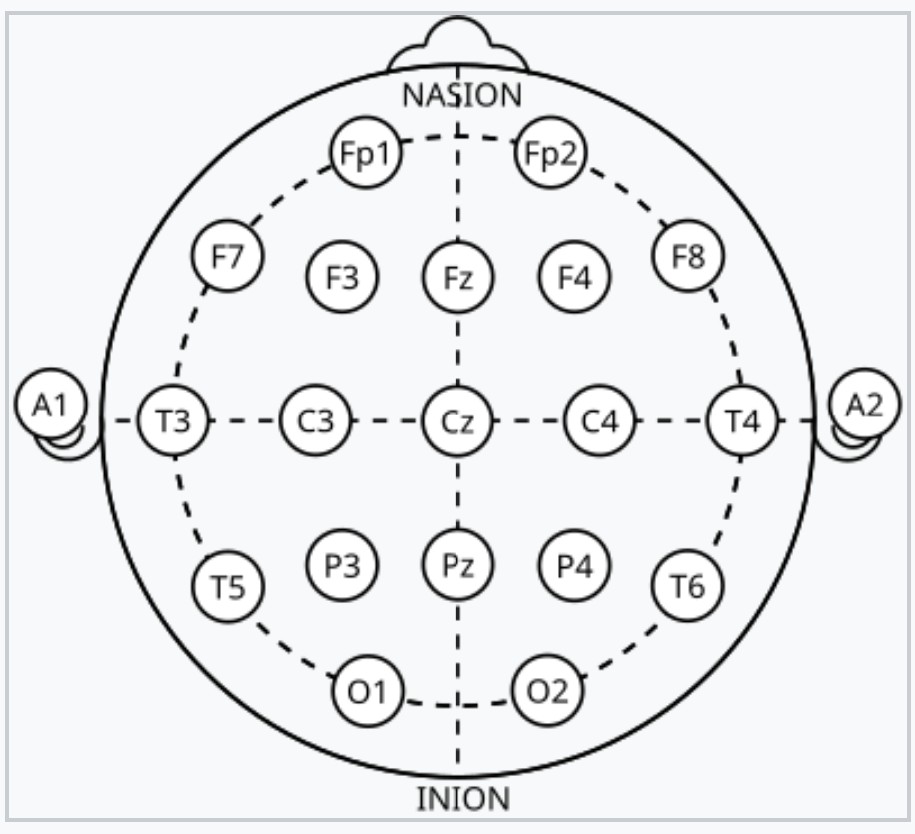 NASION
Fp1 Fp2
F7 F3 Fz F4 F8
A1 T3 C3 Cz C4 T4 A2
T5 P3 Pz P4 T6
O1 O2
INION